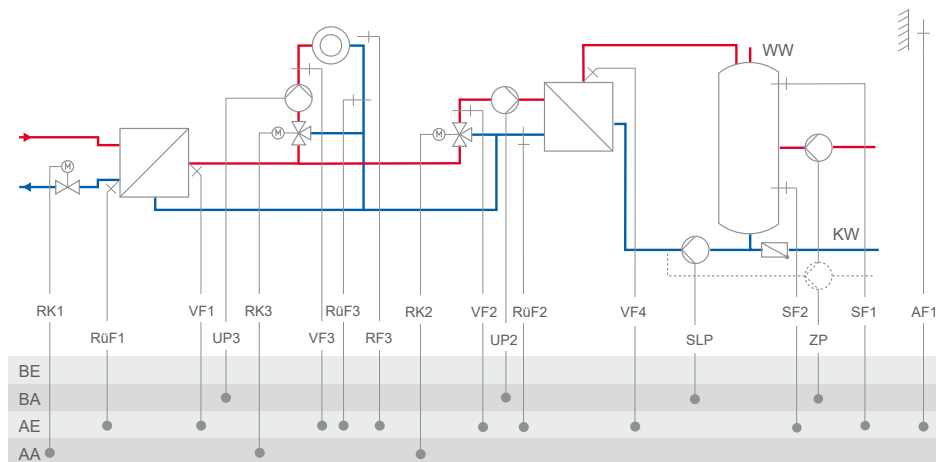 WW
M
M
M
KW
RK1 VF1 RK3 RüF3 RK2 VF2 RüF2 VF4 SF2 SF1 AF1
RüF1 UP3 VF3 RF3 UP2 SLP ZP
BE
BA
AE
AA